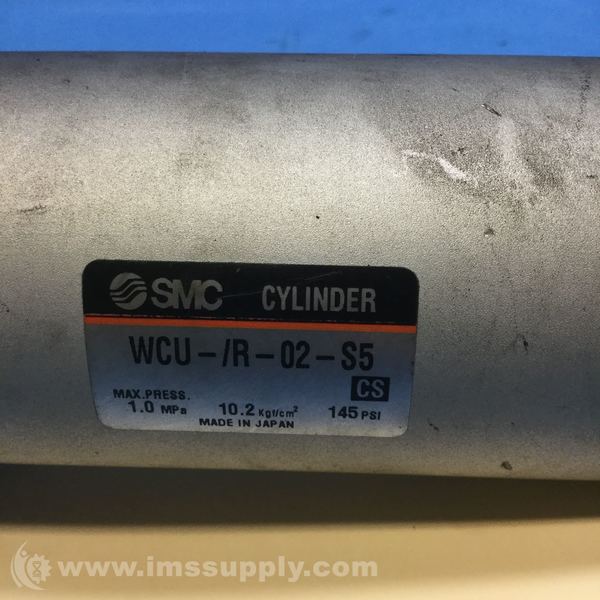 SMC CYLINDER
WCU-/R-02-S5
CS
MAX.PRESS.
1.0 MPa 10.2 Kgf/cm² 145 PSI
MADE IN JAPAN
www.imssupply.com